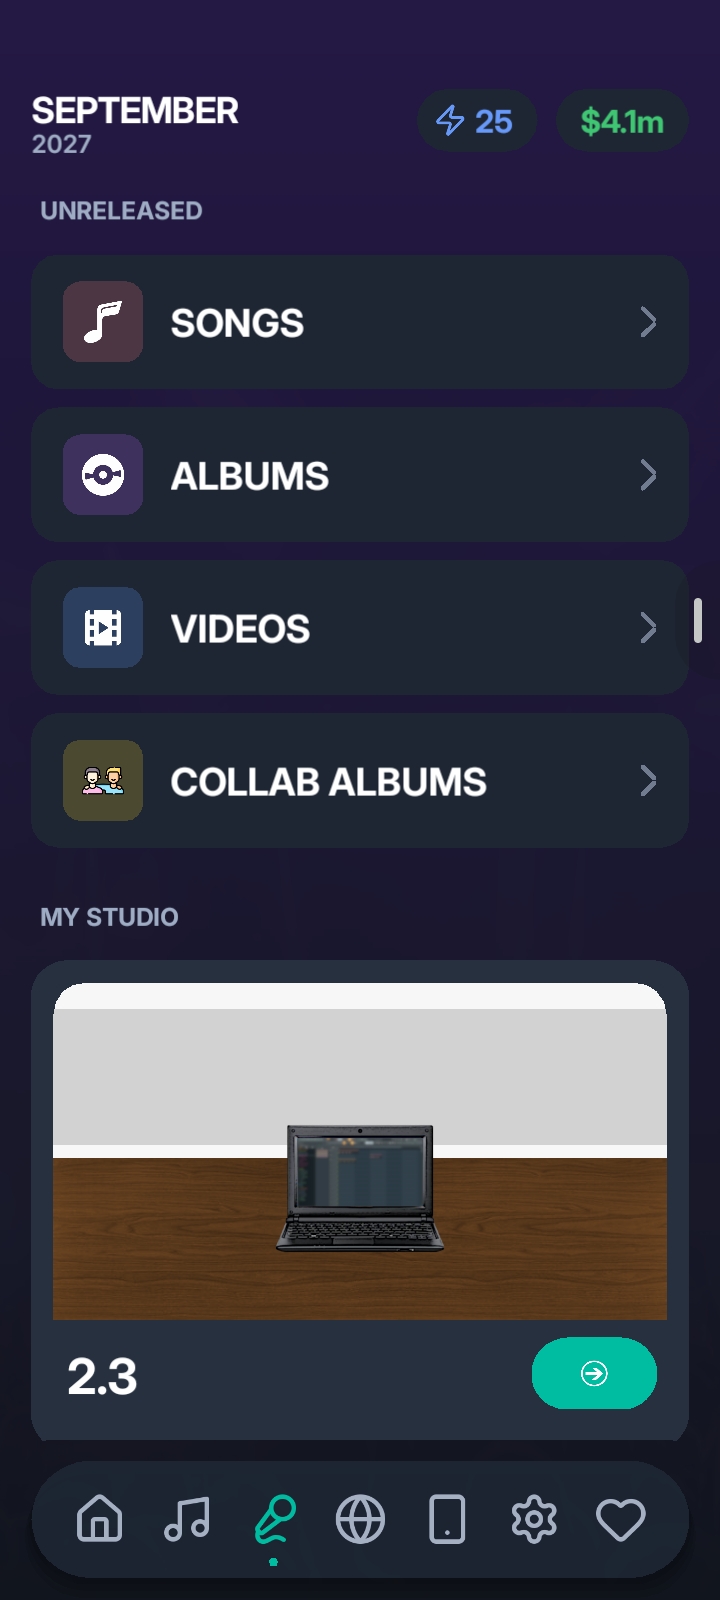 SEPTEMBER
2027
25
$4.1m
UNRELEASED
SONGS
ALBUMS
VIDEOS
COLLAB ALBUMS
MY STUDIO
2.3